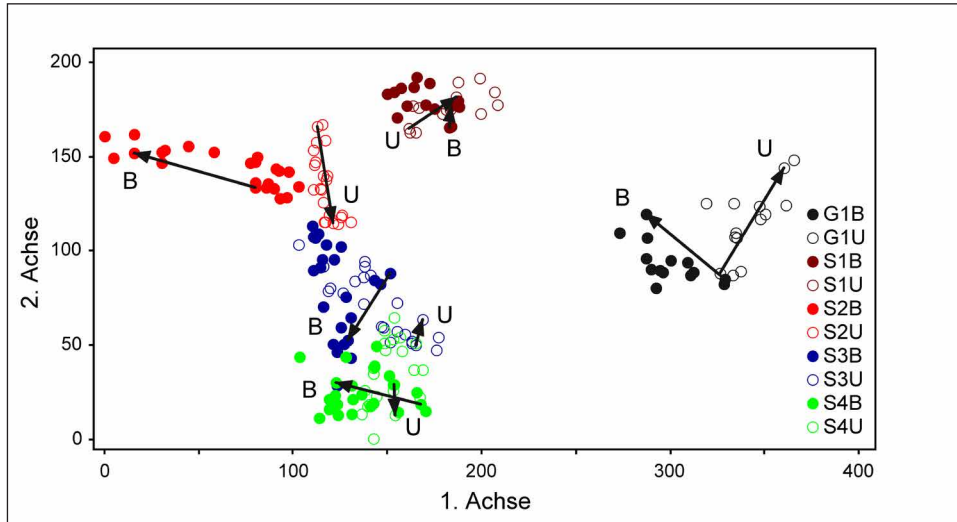 200
150
100
50
0
2. Achse
0
100
200
300
400
1. Achse
B
U
U
B
B
U
B
U
B
U
G1B
G1U
S1B
S1U
S2B
S2U
S3B
S3U
S4B
S4U